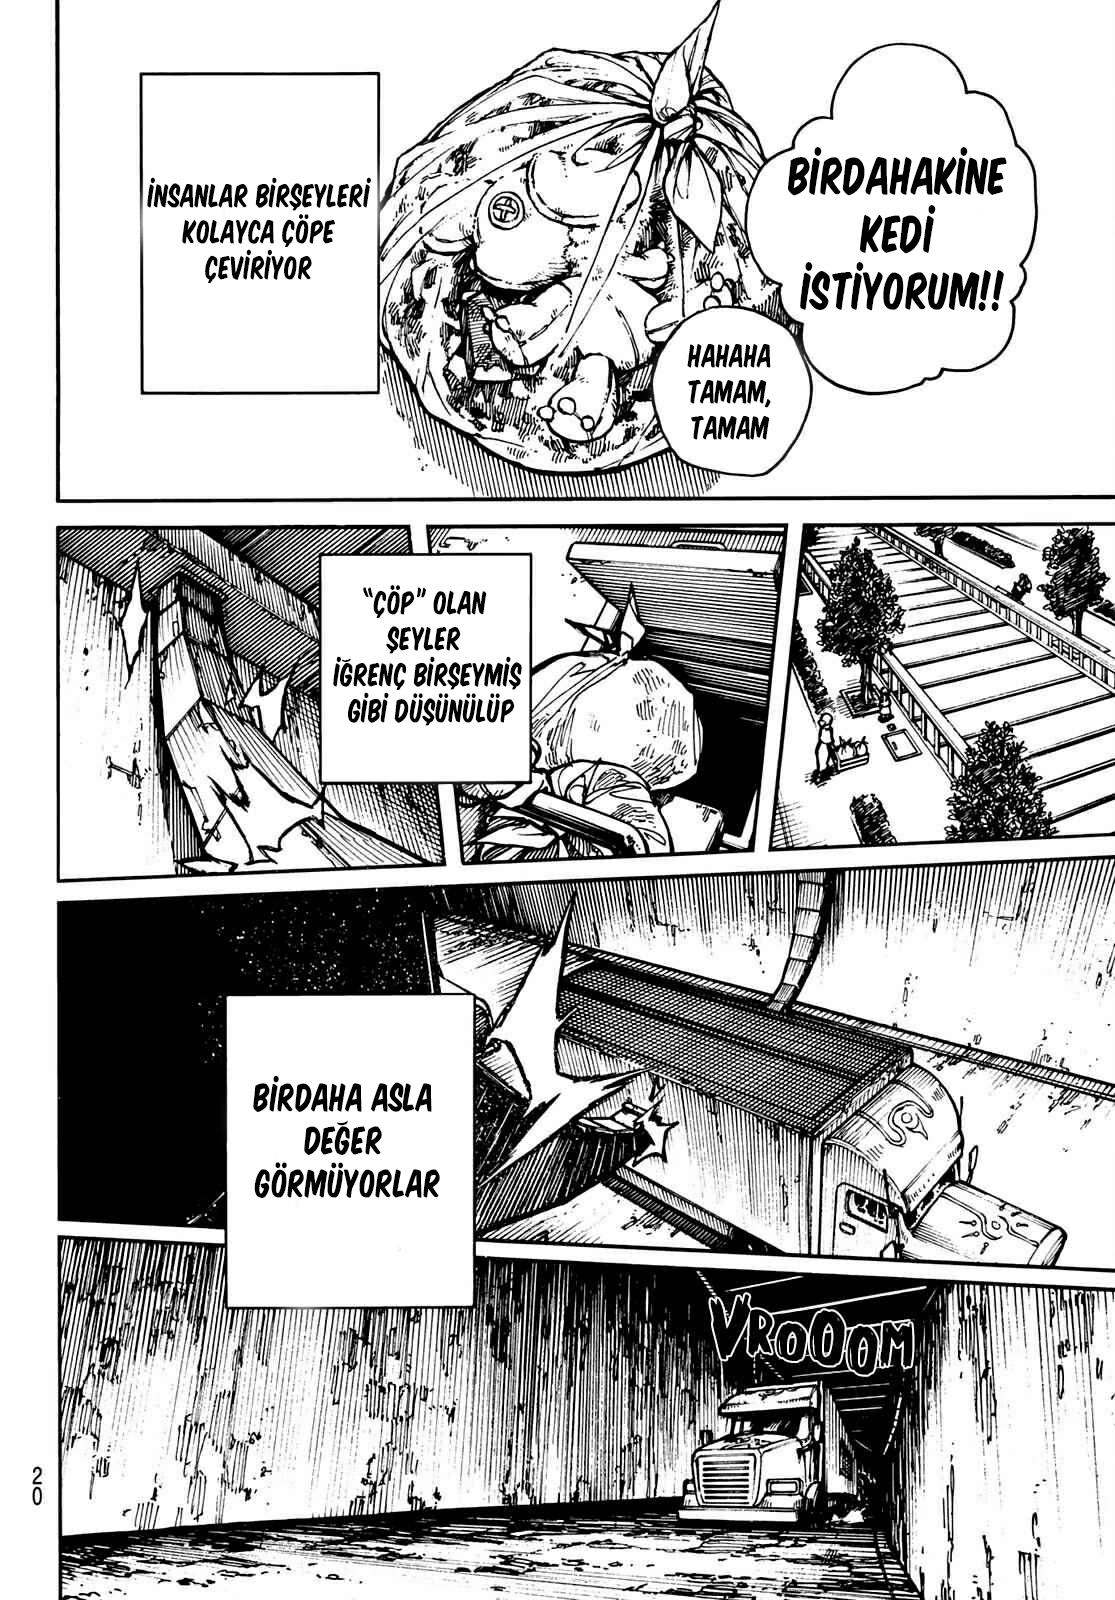 BİRDAHAKİNE
KEDİ
İSTİYORUM!!
HAHAHA
TAMAM,
TAMAM
İNSANLAR BİRŞEYLERİ
KOLAYCA ÇÖPE
ÇEVİRİYOR
“ÇÖP” OLAN
ŞEYLER
İĞRENÇ BİRŞEYMİŞ
GİBİ DÜŞÜNÜLÜP
BİRDAHA ASLA
DEĞER
GÖRMÜYORLAR
VROOOM
20